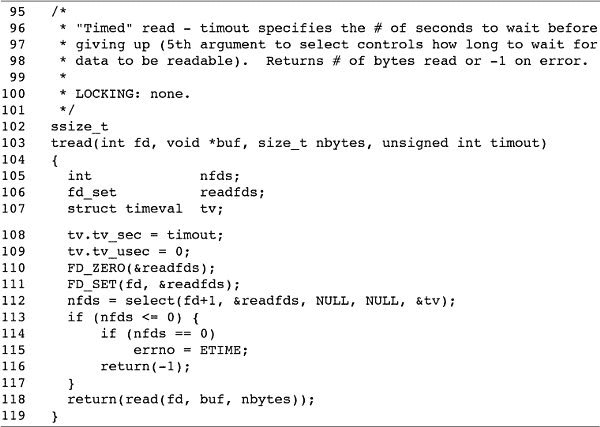 95 /*
96  * "Timed" read - timout specifies the # of seconds to wait before
97  * giving up (5th argument to select controls how long to wait for
98  * data to be readable).  Returns # of bytes read or -1 on error.
99  *
100  * LOCKING: none.
101  */
102 ssize_t
103 tread(int fd, void *buf, size_t nbytes, unsigned int timout)
104 {
105     int             nfds;
106     fd_set          readfds;
107     struct timeval  tv;
108     tv.tv_sec = timout;
109     tv.tv_usec = 0;
110     FD_ZERO(&readfds);
111     FD_SET(fd, &readfds);
112     nfds = select(fd+1, &readfds, NULL, NULL, &tv);
113     if (nfds <= 0) {
114         if (nfds == 0)
115             errno = ETIME;
116         return(-1);
117     }
118     return(read(fd, buf, nbytes));
119 }